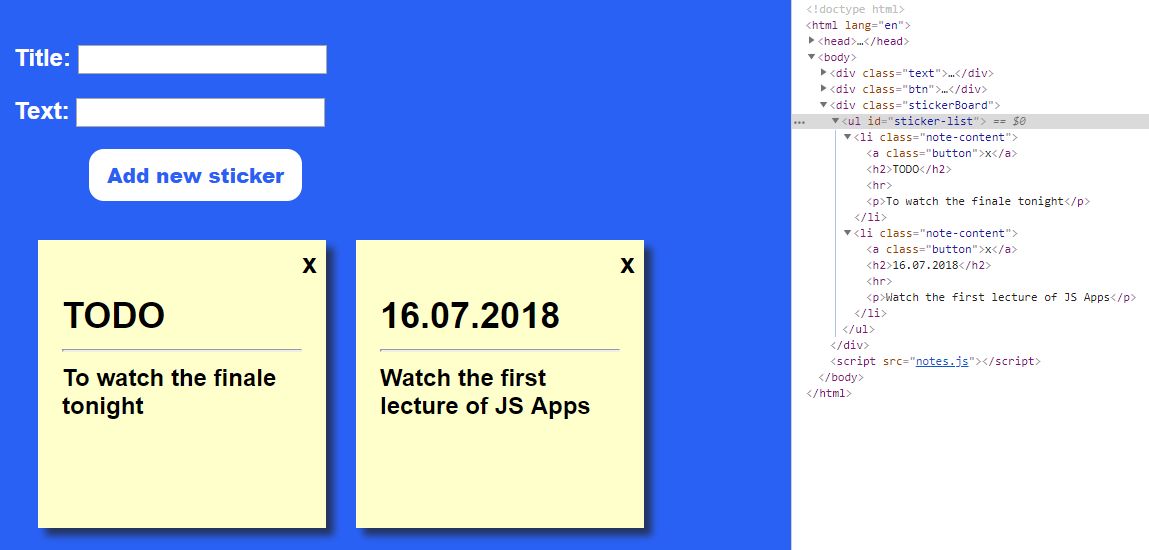 Title:
Text:
Add new sticker
x
TODO
To watch the finale
tonight
x
16.07.2018
Watch the first
lecture of JS Apps
<!doctype html>
<html lang="en">
<head>…</head>
<body>
<div class="text">…</div>
<div class="btn">…</div>
<div class="stickerBoard">
… <ul id="sticker-list"> == $0
<li class="note-content">
<a class="button">x</a>
<h2>TODO</h2>
<hr>
<p>To watch the finale tonight</p>
</li>
<li class="note-content">
<a class="button">x</a>
<h2>16.07.2018</h2>
<hr>
<p>Watch the first lecture of JS Apps</p>
</li>
</ul>
</div>
<script src="notes.js"></script>
</body>
</html>